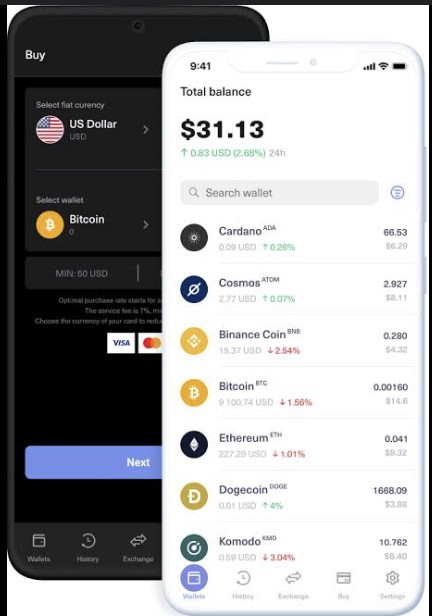 Buy
Select fiat currency
US Dollar
USD
Select wallet
Bitcoin
0
MIN: 60 USD
Optimal purchase rate starts for
The service fee is 7%,
Choose the currency of your card to
VISA
Next
Wallets History Exchange
9:41
Total balance
$31.13
↑ 0.83 USD (2.68%) 24h
Search wallet
Cardano ADA 66.53
0.09 USD ↑ 0.26% $6.29
Cosmos ATOM 2.927
2.77 USD ↑ 0.07% $8.11
Binance Coin BNB 0.280
15.37 USD ↓ 2.54% $4.32
Bitcoin BTC 0.00160
9 100.74 USD ↓ 1.56% $14.6
Ethereum ETH 0.041
227.29 USD ↓ 1.01% $9.32
Dogecoin DOGE 1668.09
0.01 USD ↑ 4% $3.88
Komodo KMD 10.762
0.59 USD ↓ 3.04% $6.40
Wallets History Exchange Buy Settings